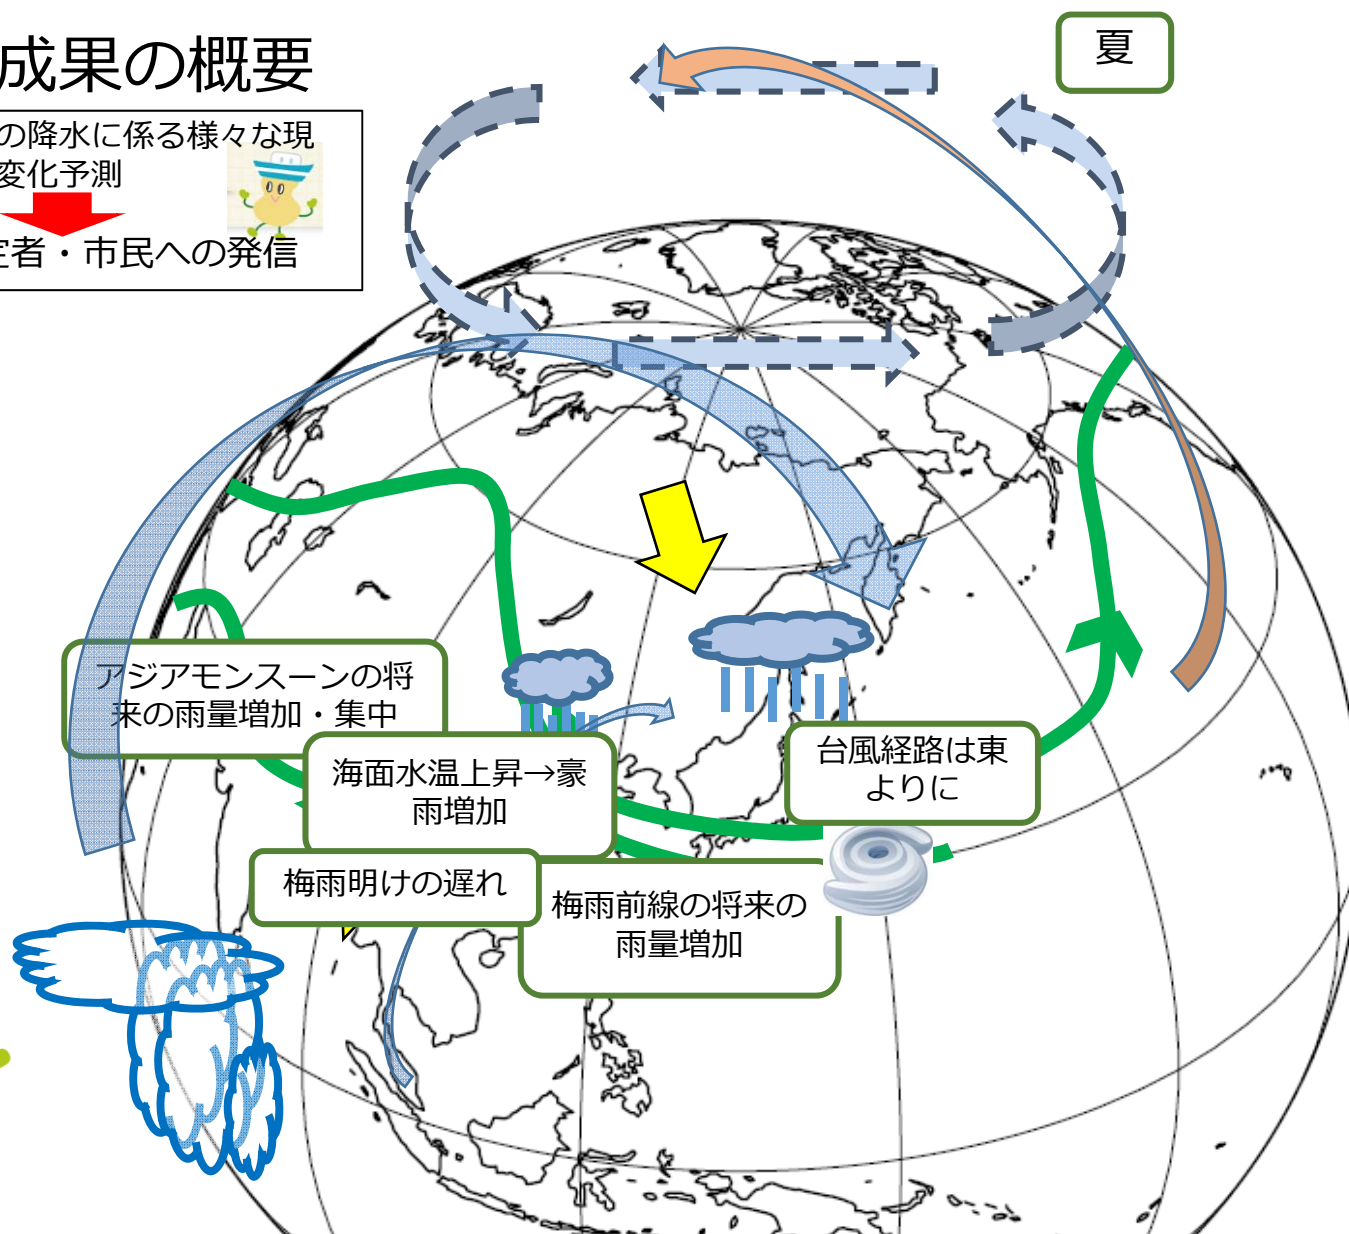 成果の概要
夏
の降水に係る様々な現
変化予測
定者・市民への発信
アジアモンスーンの将
来の雨量増加・集中
海面水温上昇→豪
雨増加
台風経路は東
よりに
梅雨明けの遅れ
梅雨前線の将来の
雨量増加